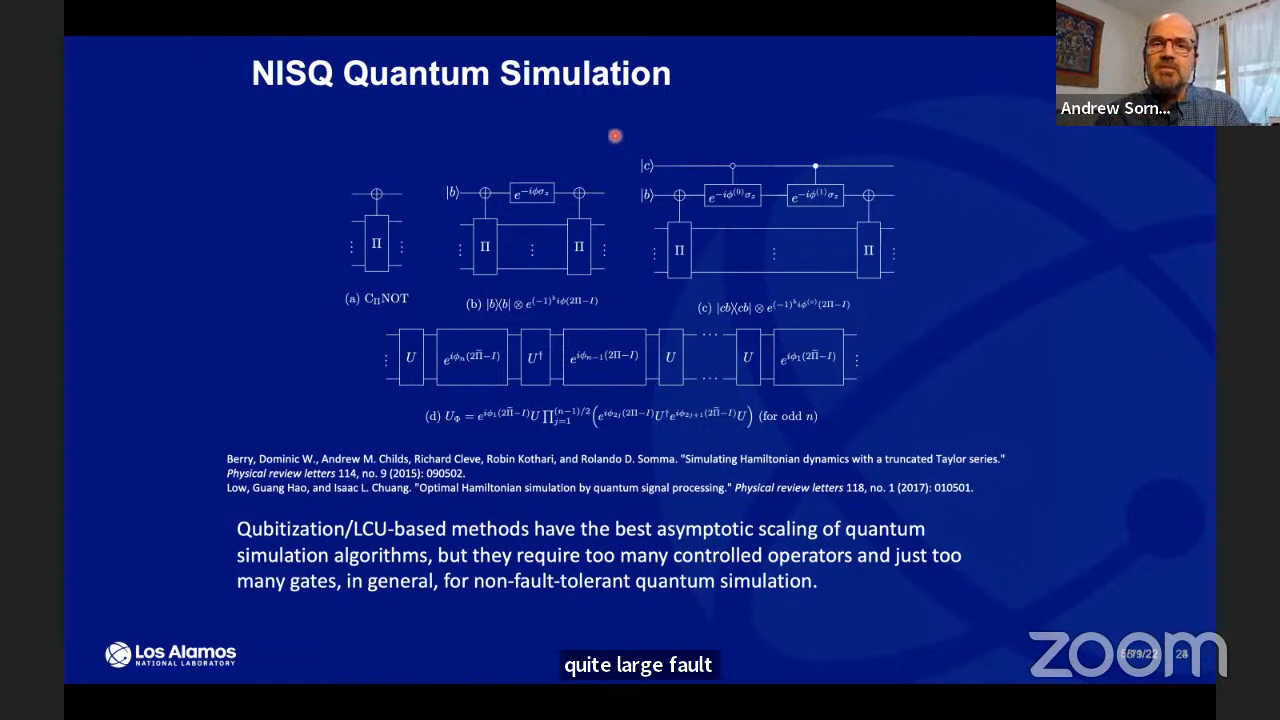 NISQ Quantum Simulation
Andrew Sorn...
|c⟩
|b⟩ e^{-iϕσ_z} |b⟩ e^{-iϕ^{(0)}σ_z} e^{-iϕ^{(1)}σ_z}
Π Π Π Π Π
(a) C_ΠNOT (b) |b⟩⟨b| ⊗ e^{(-1)^b iϕ(2Π-I)} (c) |cb⟩⟨cb| ⊗ e^{(-1)^b iϕ^{(c)}(2Π-I)}
U e^{iϕ_n(2Π̃-I)} U† e^{iϕ_{n-1}(2Π-I)} U ⋯ U e^{iϕ_1(2Π̃-I)}
(d) U_Φ = e^{iϕ_1(2Π̃-I)}U ∏_{j=1}^{(n-1)/2} (e^{iϕ_{2j}(2Π-I)}U†e^{iϕ_{2j+1}(2Π̃-I)}U) (for odd n)
Berry, Dominic W., Andrew M. Childs, Richard Cleve, Robin Kothari, and Rolando D. Somma. "Simulating Hamiltonian dynamics with a truncated Taylor series."
Physical review letters 114, no. 9 (2015): 090502.
Low, Guang Hao, and Isaac L. Chuang. "Optimal Hamiltonian simulation by quantum signal processing." Physical review letters 118, no. 1 (2017): 010501.
Qubitization/LCU-based methods have the best asymptotic scaling of quantum
simulation algorithms, but they require too many controlled operators and just too
many gates, in general, for non-fault-tolerant quantum simulation.
Los Alamos
NATIONAL LABORATORY
quite large fault
zoom